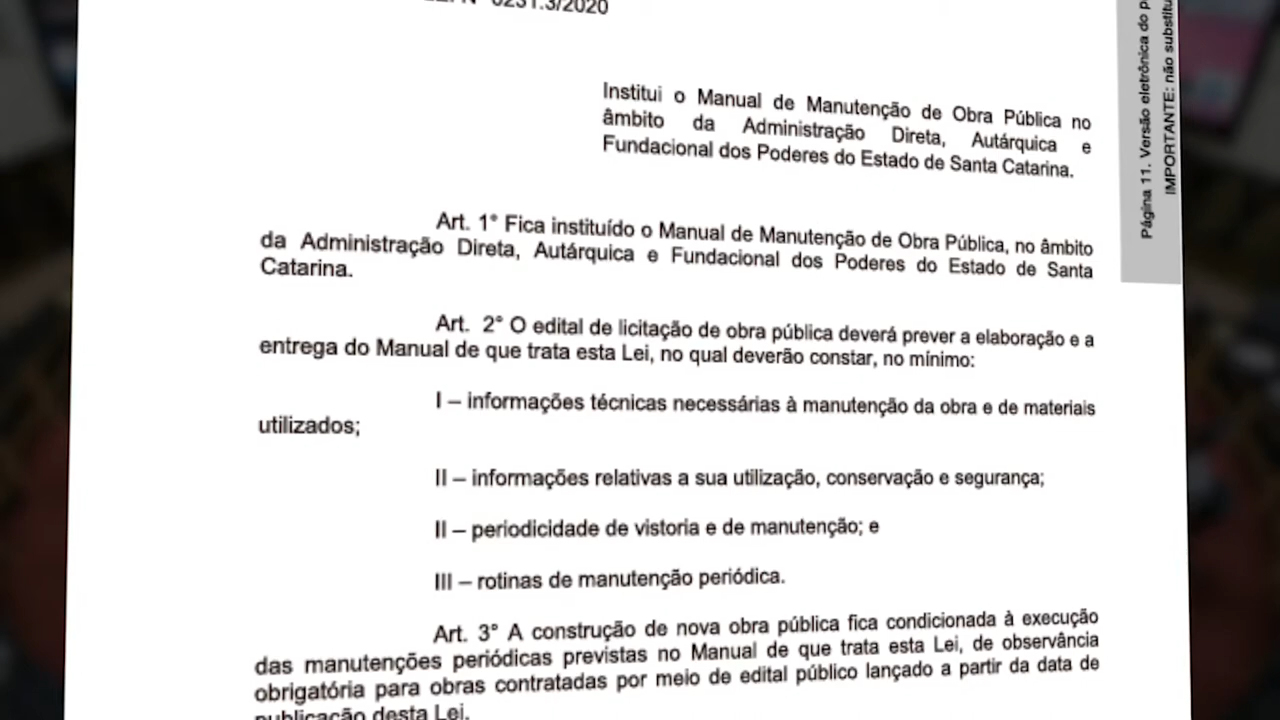 Nº 0231.3/2020
Institui o Manual de Manutenção de Obra Pública no
âmbito da Administração Direta, Autárquica e
Fundacional dos Poderes do Estado de Santa Catarina.
Art. 1° Fica instituído o Manual de Manutenção de Obra Pública, no âmbito
da Administração Direta, Autárquica e Fundacional dos Poderes do Estado de Santa
Catarina.
Art. 2° O edital de licitação de obra pública deverá prever a elaboração e a
entrega do Manual de que trata esta Lei, no qual deverão constar, no mínimo:
I – informações técnicas necessárias à manutenção da obra e de materiais
utilizados;
II – informações relativas a sua utilização, conservação e segurança;
II – periodicidade de vistoria e de manutenção; e
III – rotinas de manutenção periódica.
Art. 3° A construção de nova obra pública fica condicionada à execução
das manutenções periódicas previstas no Manual de que trata esta Lei, de observância
obrigatória para obras contratadas por meio de edital público lançado a partir da data de
publicação desta Lei.
Página 11. Versão eletrônica do
IMPORTANTE: não